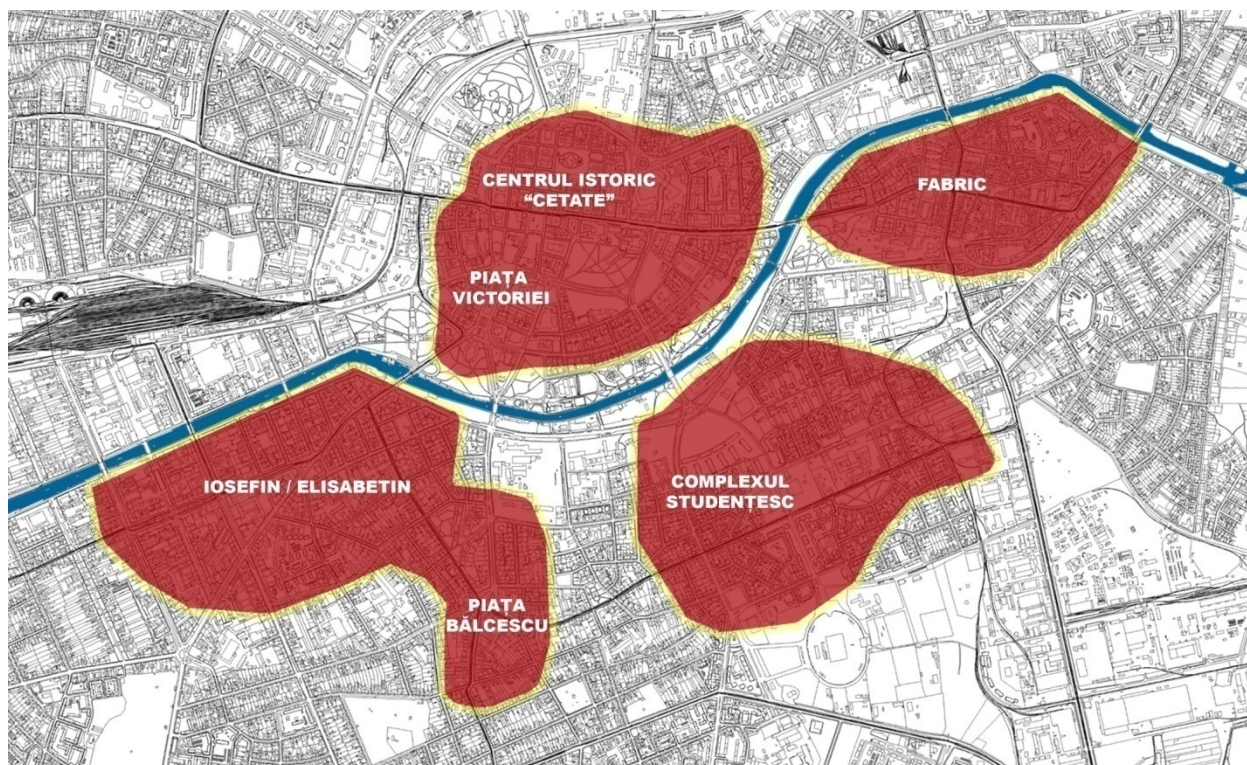 CENTRUL ISTORIC
“CETATE”
FABRIC
PIAȚA
VICTORIEI
IOSEFIN / ELISABETIN
COMPLEXUL
STUDENȚESC
PIAȚA
BĂLCESCU